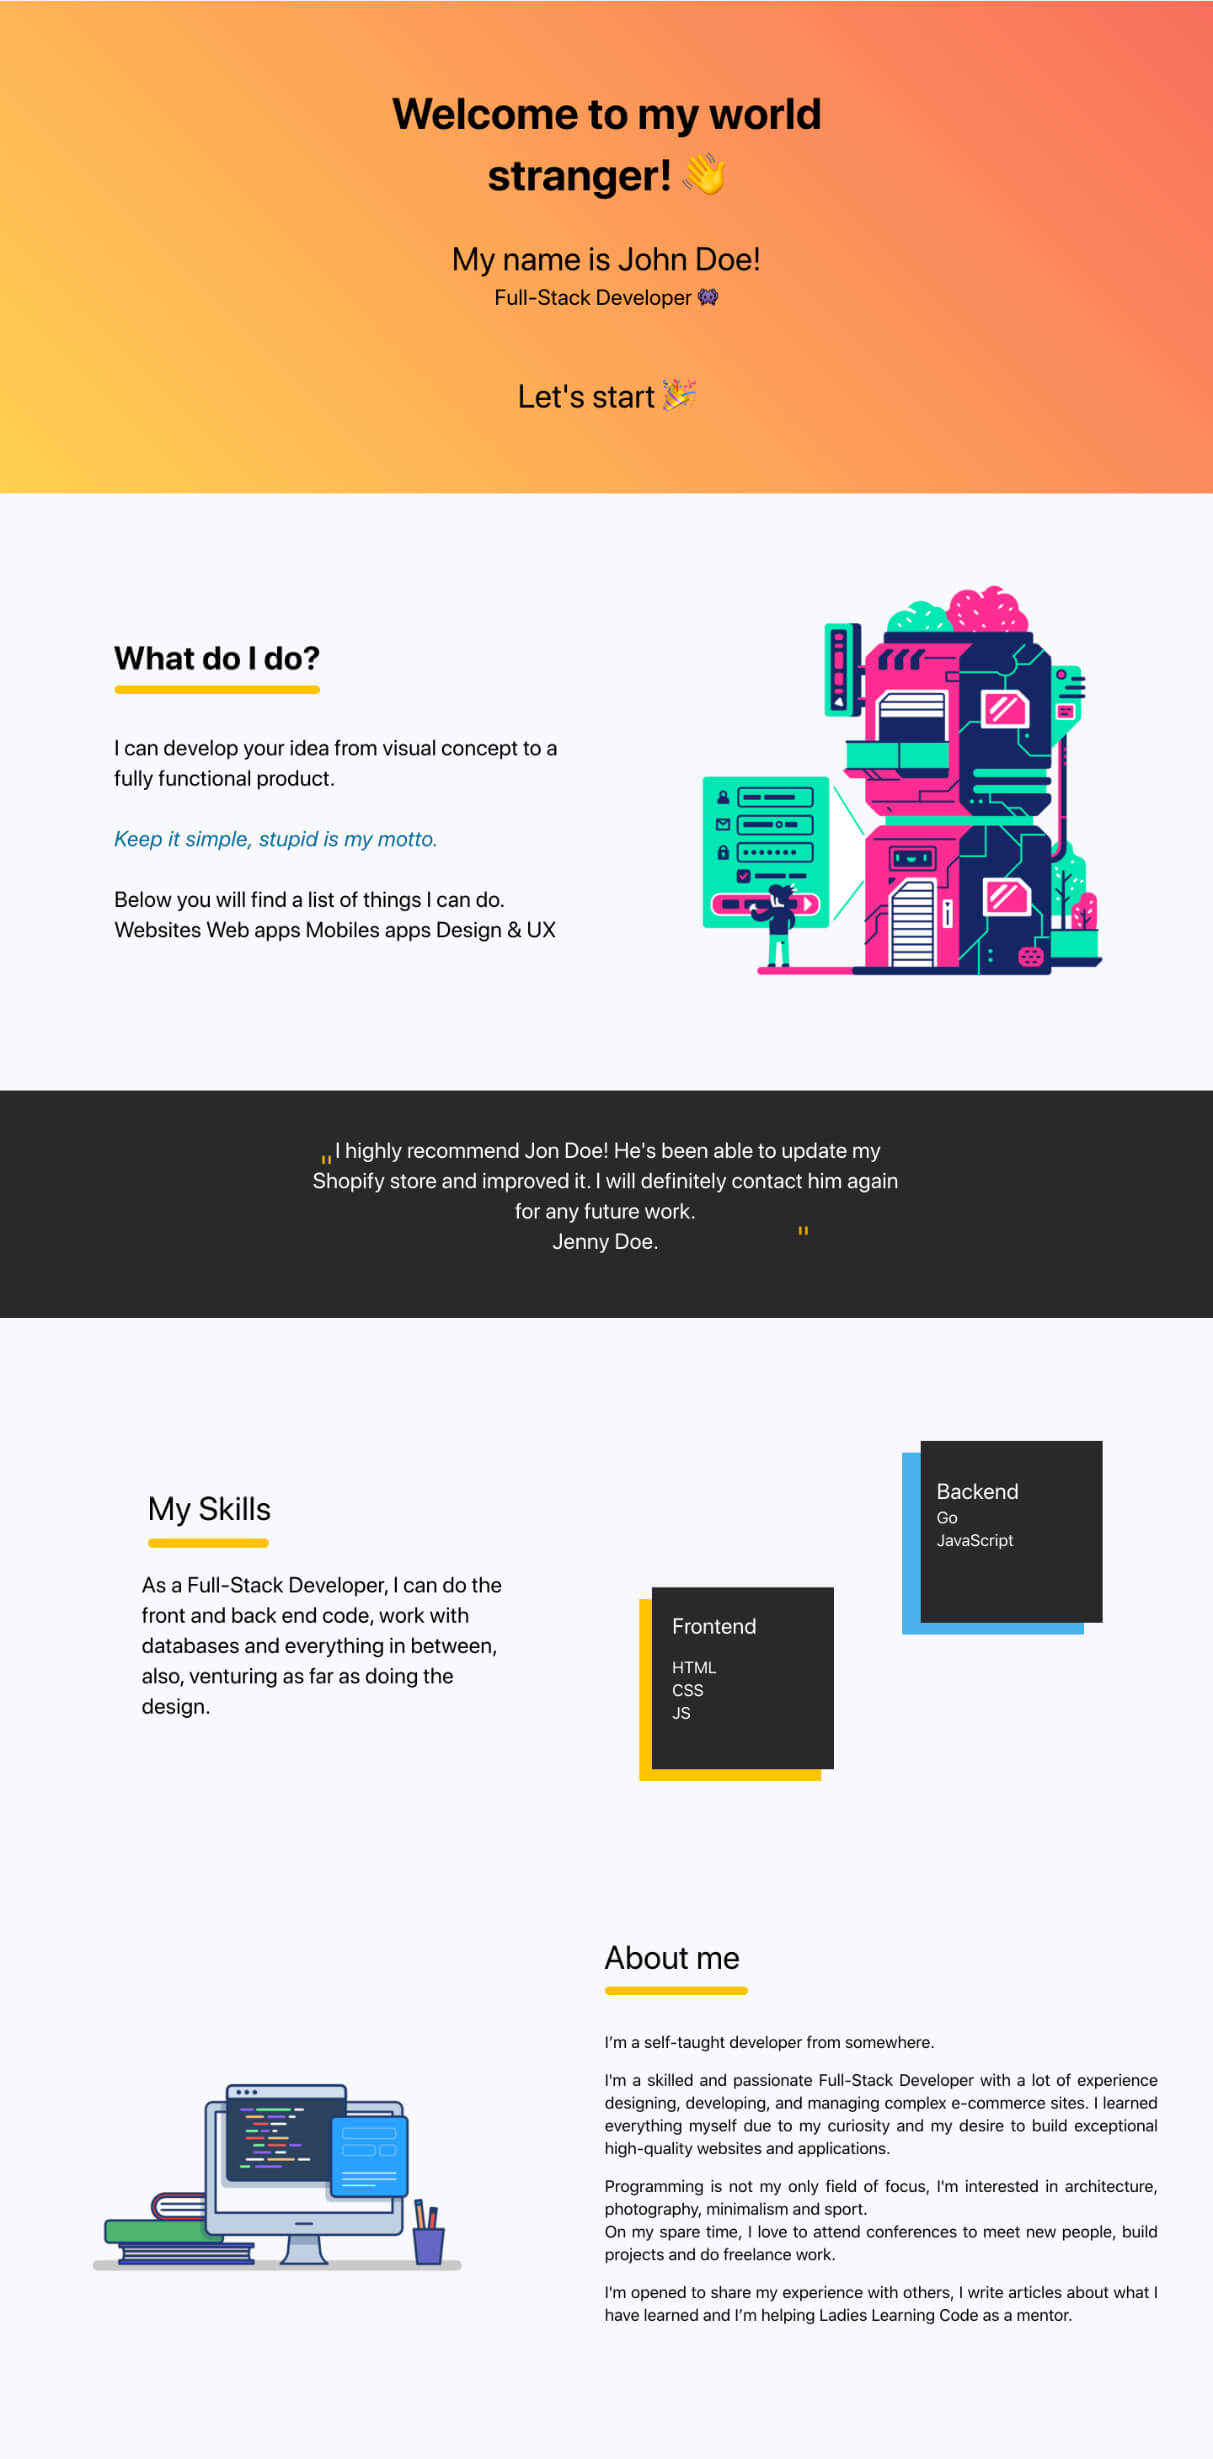 Welcome to my world
stranger! 👋
My name is John Doe!
Full-Stack Developer 👾
Let's start 🎉
What do I do?
I can develop your idea from visual concept to a
fully functional product.
Keep it simple, stupid is my motto.
Below you will find a list of things I can do.
Websites Web apps Mobiles apps Design & UX
"I highly recommend Jon Doe! He's been able to update my
Shopify store and improved it. I will definitely contact him again
for any future work.
Jenny Doe. "
My Skills
As a Full-Stack Developer, I can do the
front and back end code, work with
databases and everything in between,
also, venturing as far as doing the
design.
Backend
Go
JavaScript
Frontend
HTML
CSS
JS
About me
I’m a self-taught developer from somewhere.
I'm a skilled and passionate Full-Stack Developer with a lot of experience
designing, developing, and managing complex e-commerce sites. I learned
everything myself due to my curiosity and my desire to build exceptional
high-quality websites and applications.
Programming is not my only field of focus, I'm interested in architecture,
photography, minimalism and sport.
On my spare time, I love to attend conferences to meet new people, build
projects and do freelance work.
I'm opened to share my experience with others, I write articles about what I
have learned and I’m helping Ladies Learning Code as a mentor.